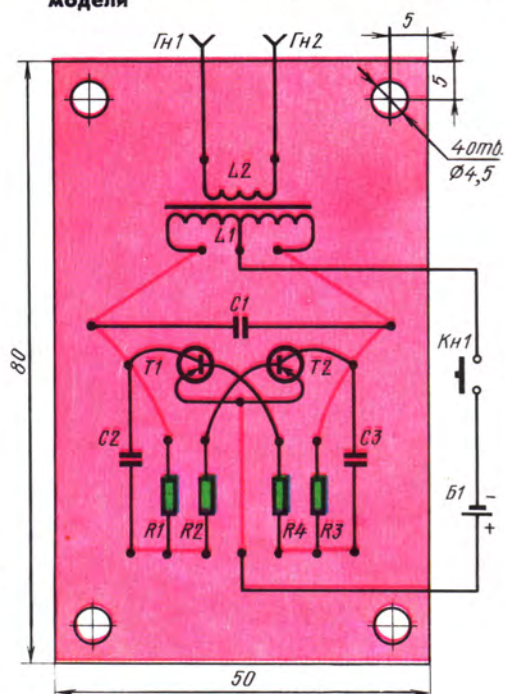 модели
Гн1 Гн2
5
5
4отв.
Ø4,5
L2
L1
C1
Кн1
80
T1 T2
C2 C3
Б1
R1 R2 R4 R3
-
+
50